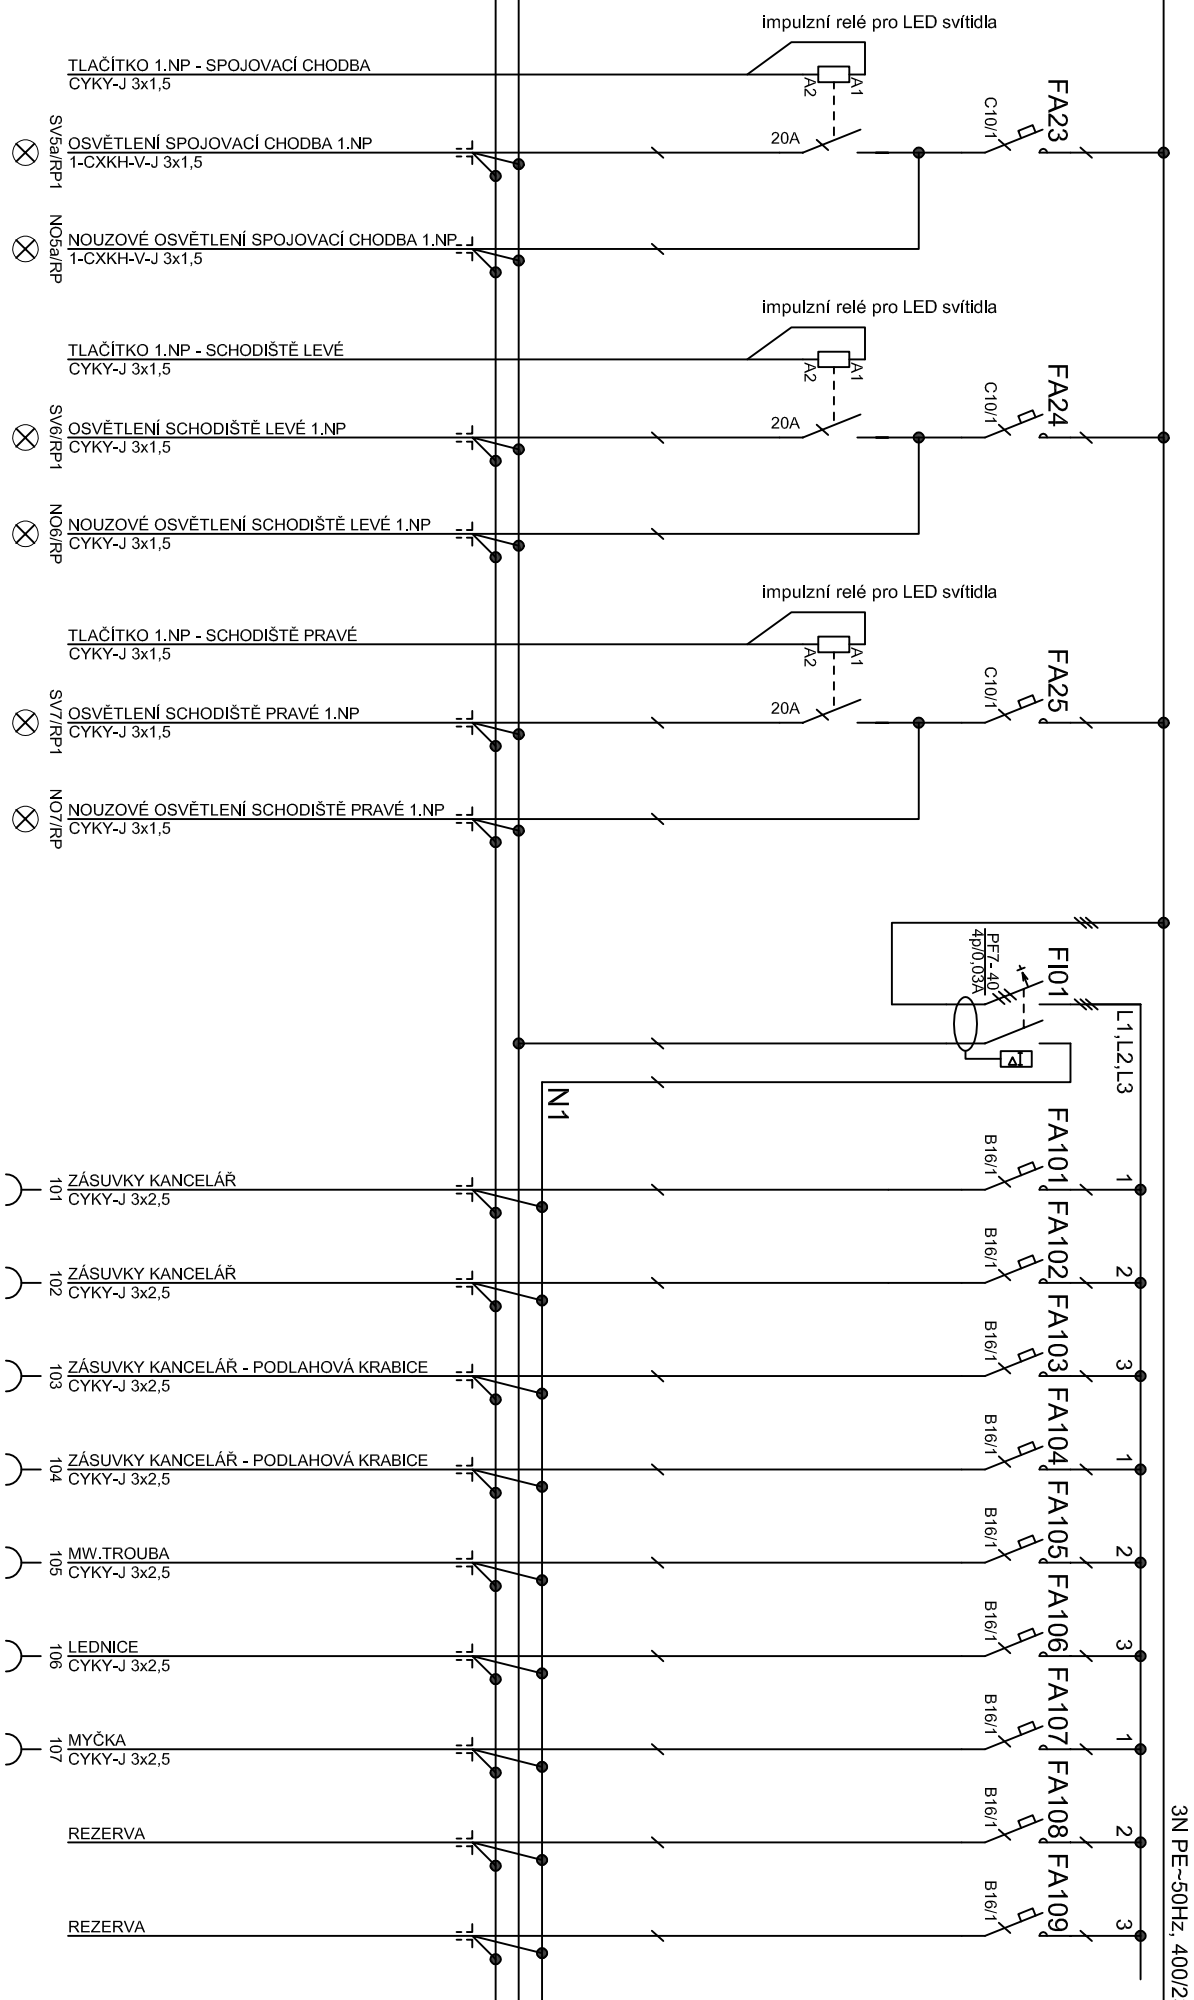 impulzní relé pro LED svítidla
TLAČÍTKO 1.NP - SPOJOVACÍ CHODBA
CYKY-J 3x1,5
A1
A2
FA23
C10/1
20A
SV5a/RP1
OSVĚTLENÍ SPOJOVACÍ CHODBA 1.NP
1-CXKH-V-J 3x1,5
NO5a/RP
NOUZOVÉ OSVĚTLENÍ SPOJOVACÍ CHODBA 1.NP
1-CXKH-V-J 3x1,5
impulzní relé pro LED svítidla
TLAČÍTKO 1.NP - SCHODIŠTĚ LEVÉ
CYKY-J 3x1,5
A1
A2
FA24
C10/1
20A
SV6/RP1
OSVĚTLENÍ SCHODIŠTĚ LEVÉ 1.NP
CYKY-J 3x1,5
NO6/RP
NOUZOVÉ OSVĚTLENÍ SCHODIŠTĚ LEVÉ 1.NP
CYKY-J 3x1,5
impulzní relé pro LED svítidla
TLAČÍTKO 1.NP - SCHODIŠTĚ PRAVÉ
CYKY-J 3x1,5
A1
A2
FA25
C10/1
20A
SV7/RP1
OSVĚTLENÍ SCHODIŠTĚ PRAVÉ 1.NP
CYKY-J 3x1,5
NO7/RP
NOUZOVÉ OSVĚTLENÍ SCHODIŠTĚ PRAVÉ 1.NP
CYKY-J 3x1,5
FI01
PF7-40
4p/0,03A
L1,L2,L3
N1
FA101
B16/1
1
101
ZÁSUVKY KANCELÁŘ
CYKY-J 3x2,5
FA102
B16/1
2
102
ZÁSUVKY KANCELÁŘ
CYKY-J 3x2,5
FA103
B16/1
3
103
ZÁSUVKY KANCELÁŘ - PODLAHOVÁ KRABICE
CYKY-J 3x2,5
FA104
B16/1
1
104
ZÁSUVKY KANCELÁŘ - PODLAHOVÁ KRABICE
CYKY-J 3x2,5
FA105
B16/1
2
105
MW.TROUBA
CYKY-J 3x2,5
FA106
B16/1
3
106
LEDNICE
CYKY-J 3x2,5
FA107
B16/1
1
107
MYČKA
CYKY-J 3x2,5
FA108
B16/1
2
REZERVA
FA109
B16/1
3
REZERVA
3N PE~50Hz, 400/2